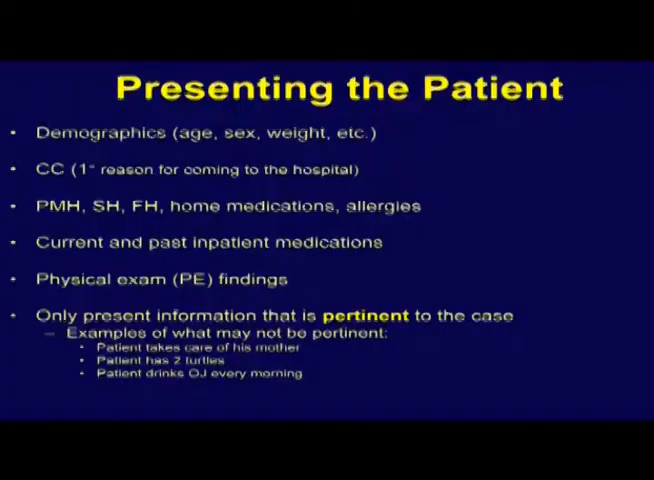 Presenting the Patient
• Demographics (age, sex, weight, etc.)
• CC (1° reason for coming to the hospital)
• PMH, SH, FH, home medications, allergies
• Current and past inpatient medications
• Physical exam (PE) findings
• Only present information that is pertinent to the case
– Examples of what may not be pertinent:
• Patient takes care of his mother
• Patient has 2 turtles
• Patient drinks OJ every morning